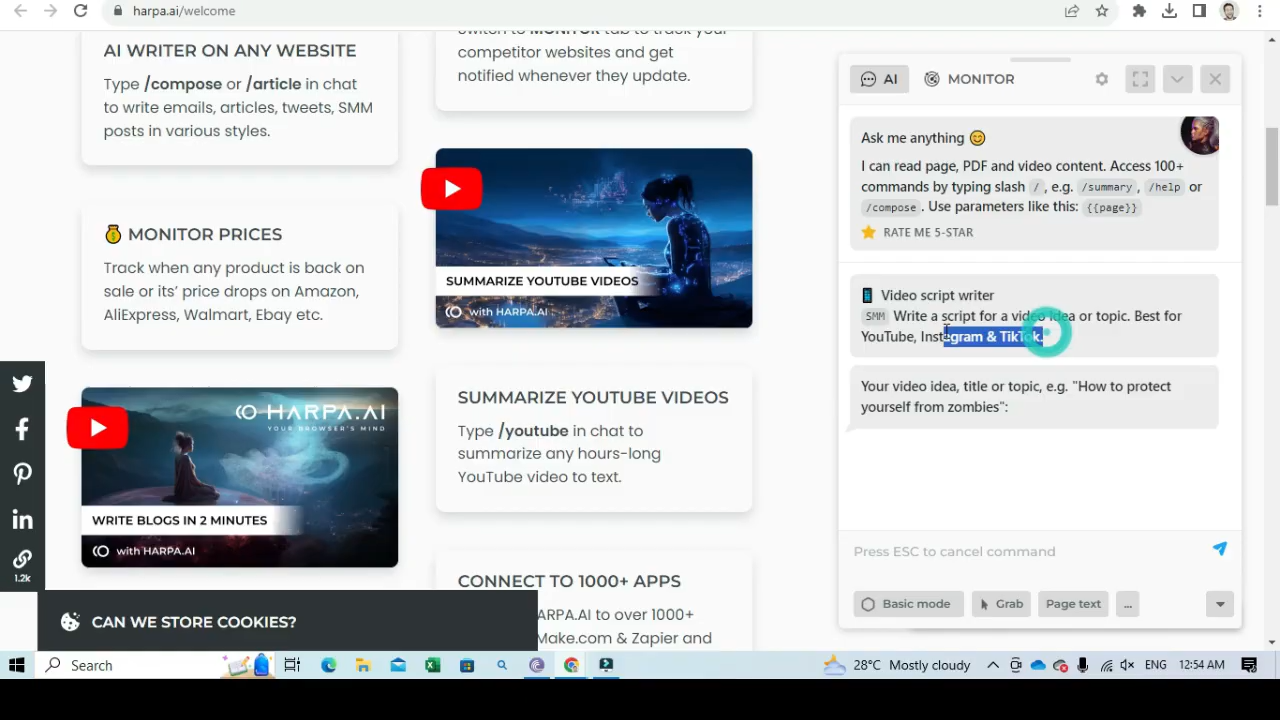 harpa.ai/welcome
AI WRITER ON ANY WEBSITE
Type /compose or /article in chat
to write emails, articles, tweets, SMM
posts in various styles.
💰 MONITOR PRICES
Track when any product is back on
sale or its' price drops on Amazon,
AliExpress, Walmart, Ebay etc.
HARPA.AI
YOUR BROWSER'S MIND
WRITE BLOGS IN 2 MINUTES
with HARPA.AI
1.2k
CAN WE STORE COOKIES?
switch to MONITOR tab to track your
competitor websites and get
notified whenever they update.
SUMMARIZE YOUTUBE VIDEOS
with HARPA.AI
SUMMARIZE YOUTUBE VIDEOS
Type /youtube in chat to
summarize any hours-long
YouTube video to text.
CONNECT TO 1000+ APPS
ARPA.AI to over 1000+
Make.com & Zapier and
AI MONITOR
Ask me anything 😊
I can read page, PDF and video content. Access 100+
commands by typing slash / , e.g. /summary , /help or
/compose . Use parameters like this: {{page}}
RATE ME 5-STAR
Video script writer
SMM Write a script for a video idea or topic. Best for
YouTube, Instagram & TikTok.
Your video idea, title or topic, e.g. "How to protect
yourself from zombies":
Press ESC to cancel command
Basic mode Grab Page text ...
Search
28°C Mostly cloudy ENG 12:54 AM